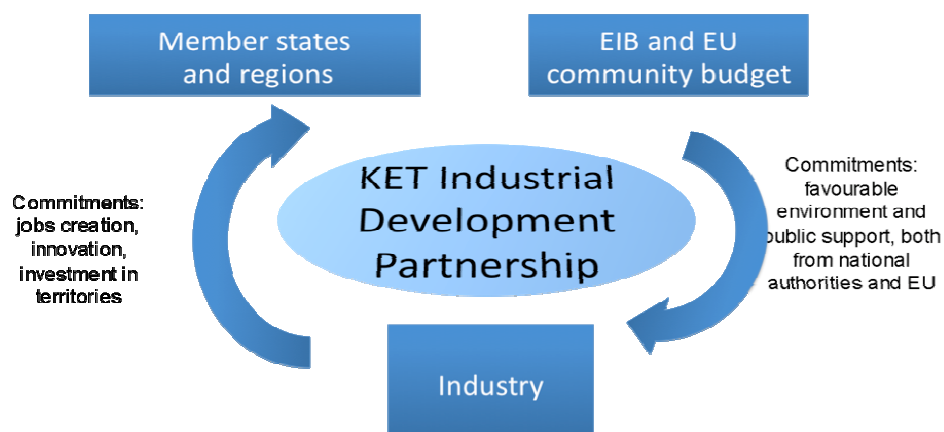 Member states
and regions
EIB and EU
community budget
KET Industrial
Development
Partnership
Commitments:
jobs creation,
innovation,
investment in
territories
Commitments:
favourable
environment and
public support, both
from national
authorities and EU
Industry